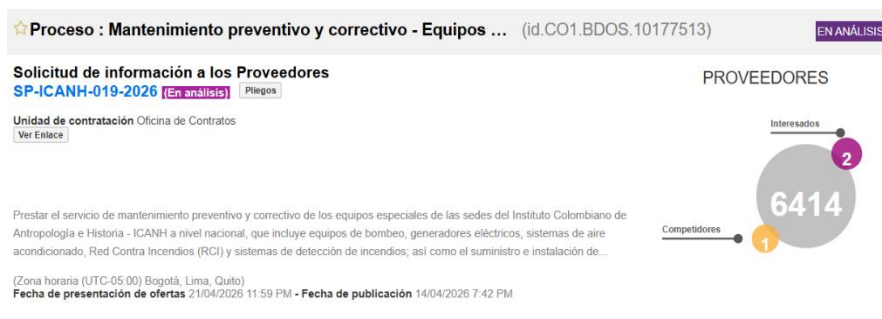 Proceso : Mantenimiento preventivo y correctivo - Equipos ... (id.CO1.BDOS.10177513)
EN ANÁLISIS
Solicitud de información a los Proveedores
SP-ICANH-019-2026 (En análisis) Pliegos
Unidad de contratación Oficina de Contratos
Ver Enlace
Prestar el servicio de mantenimiento preventivo y correctivo de los equipos especiales de las sedes del Instituto Colombiano de
Antropología e Historia - ICANH a nivel nacional, que incluye equipos de bombeo, generadores eléctricos, sistemas de aire
acondicionado, Red Contra Incendios (RCI) y sistemas de detección de incendios; así como el suministro e instalación de...
(Zona horaria (UTC-05:00) Bogotá, Lima, Quito)
Fecha de presentación de ofertas 21/04/2026 11:59 PM - Fecha de publicación 14/04/2026 7:42 PM
PROVEEDORES
Interesados
2
6414
Competidores
1